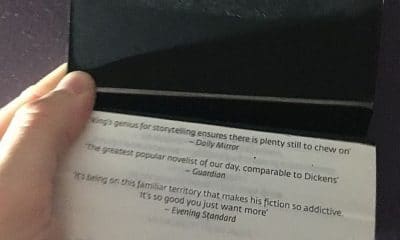 King's genius for storytelling ensures there is plenty still to chew on'
– Daily Mirror
'The greatest popular novelist of our day, comparable to Dickens'
– Guardian
'It's being on this familiar territory that makes his fiction so addictive.
It's so good you just want more'
– Evening Standard